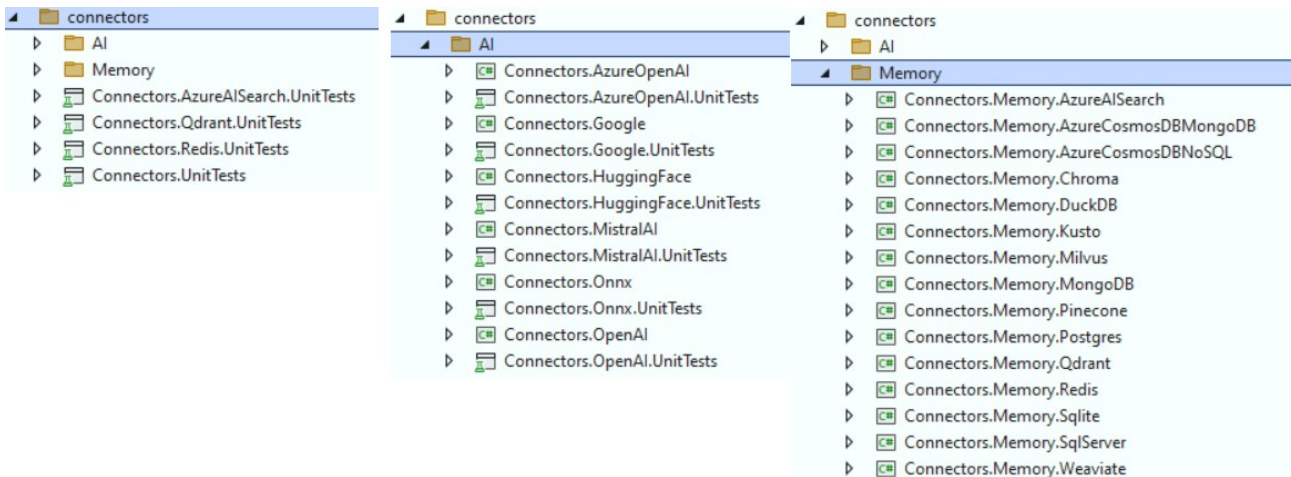 connectors
AI
Memory
Connectors.AzureAISearch.UnitTests
Connectors.Qdrant.UnitTests
Connectors.Redis.UnitTests
Connectors.UnitTests
connectors
AI
Connectors.AzureOpenAI
Connectors.AzureOpenAI.UnitTests
Connectors.Google
Connectors.Google.UnitTests
Connectors.HuggingFace
Connectors.HuggingFace.UnitTests
Connectors.MistralAI
Connectors.MistralAI.UnitTests
Connectors.Onnx
Connectors.Onnx.UnitTests
Connectors.OpenAI
Connectors.OpenAI.UnitTests
connectors
AI
Memory
Connectors.Memory.AzureAISearch
Connectors.Memory.AzureCosmosDBMongoDB
Connectors.Memory.AzureCosmosDBNoSQL
Connectors.Memory.Chroma
Connectors.Memory.DuckDB
Connectors.Memory.Kusto
Connectors.Memory.Milvus
Connectors.Memory.MongoDB
Connectors.Memory.Pinecone
Connectors.Memory.Postgres
Connectors.Memory.Qdrant
Connectors.Memory.Redis
Connectors.Memory.Sqlite
Connectors.Memory.SqlServer
Connectors.Memory.Weaviate